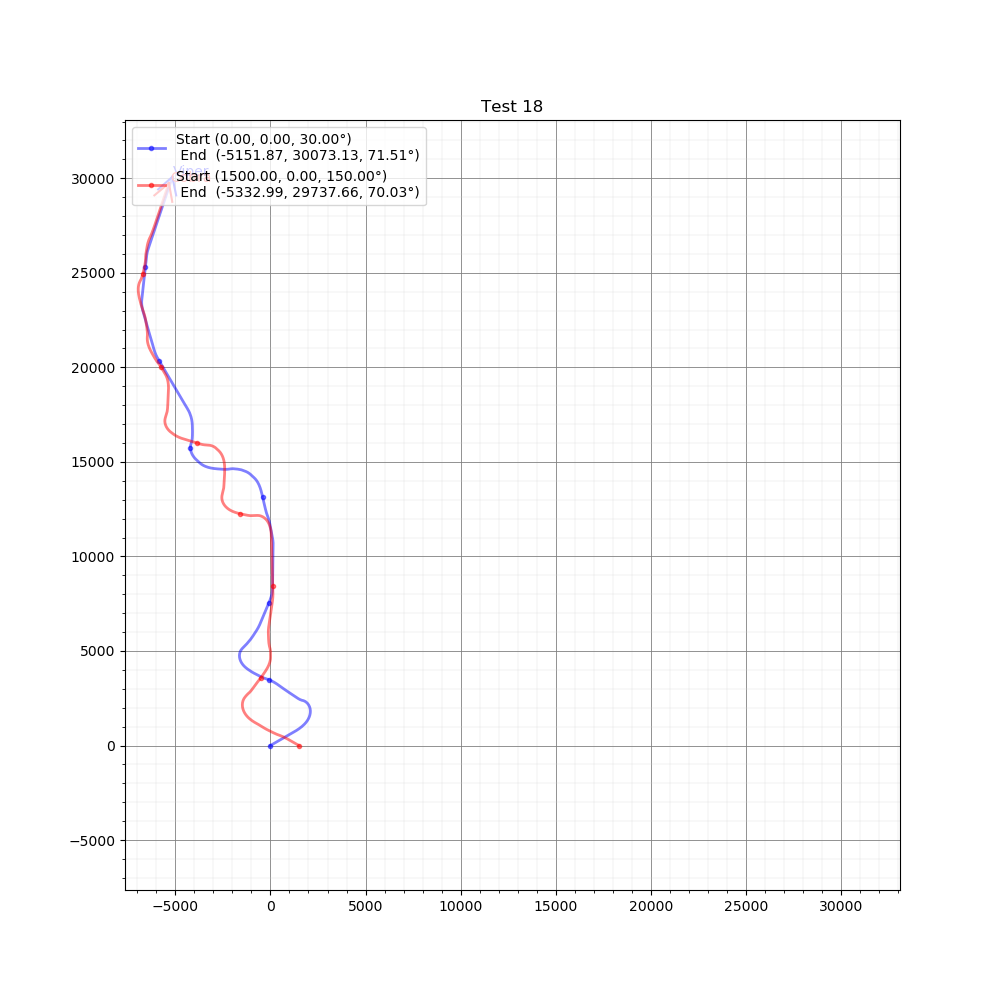 Test 18
Start (0.00, 0.00, 30.00°)
End (-5151.87, 30073.13, 71.51°)
Start (1500.00, 0.00, 150.00°)
End (-5332.99, 29737.66, 70.03°)
30000
25000
20000
15000
10000
5000
0
−5000
−5000 0 5000 10000 15000 20000 25000 30000